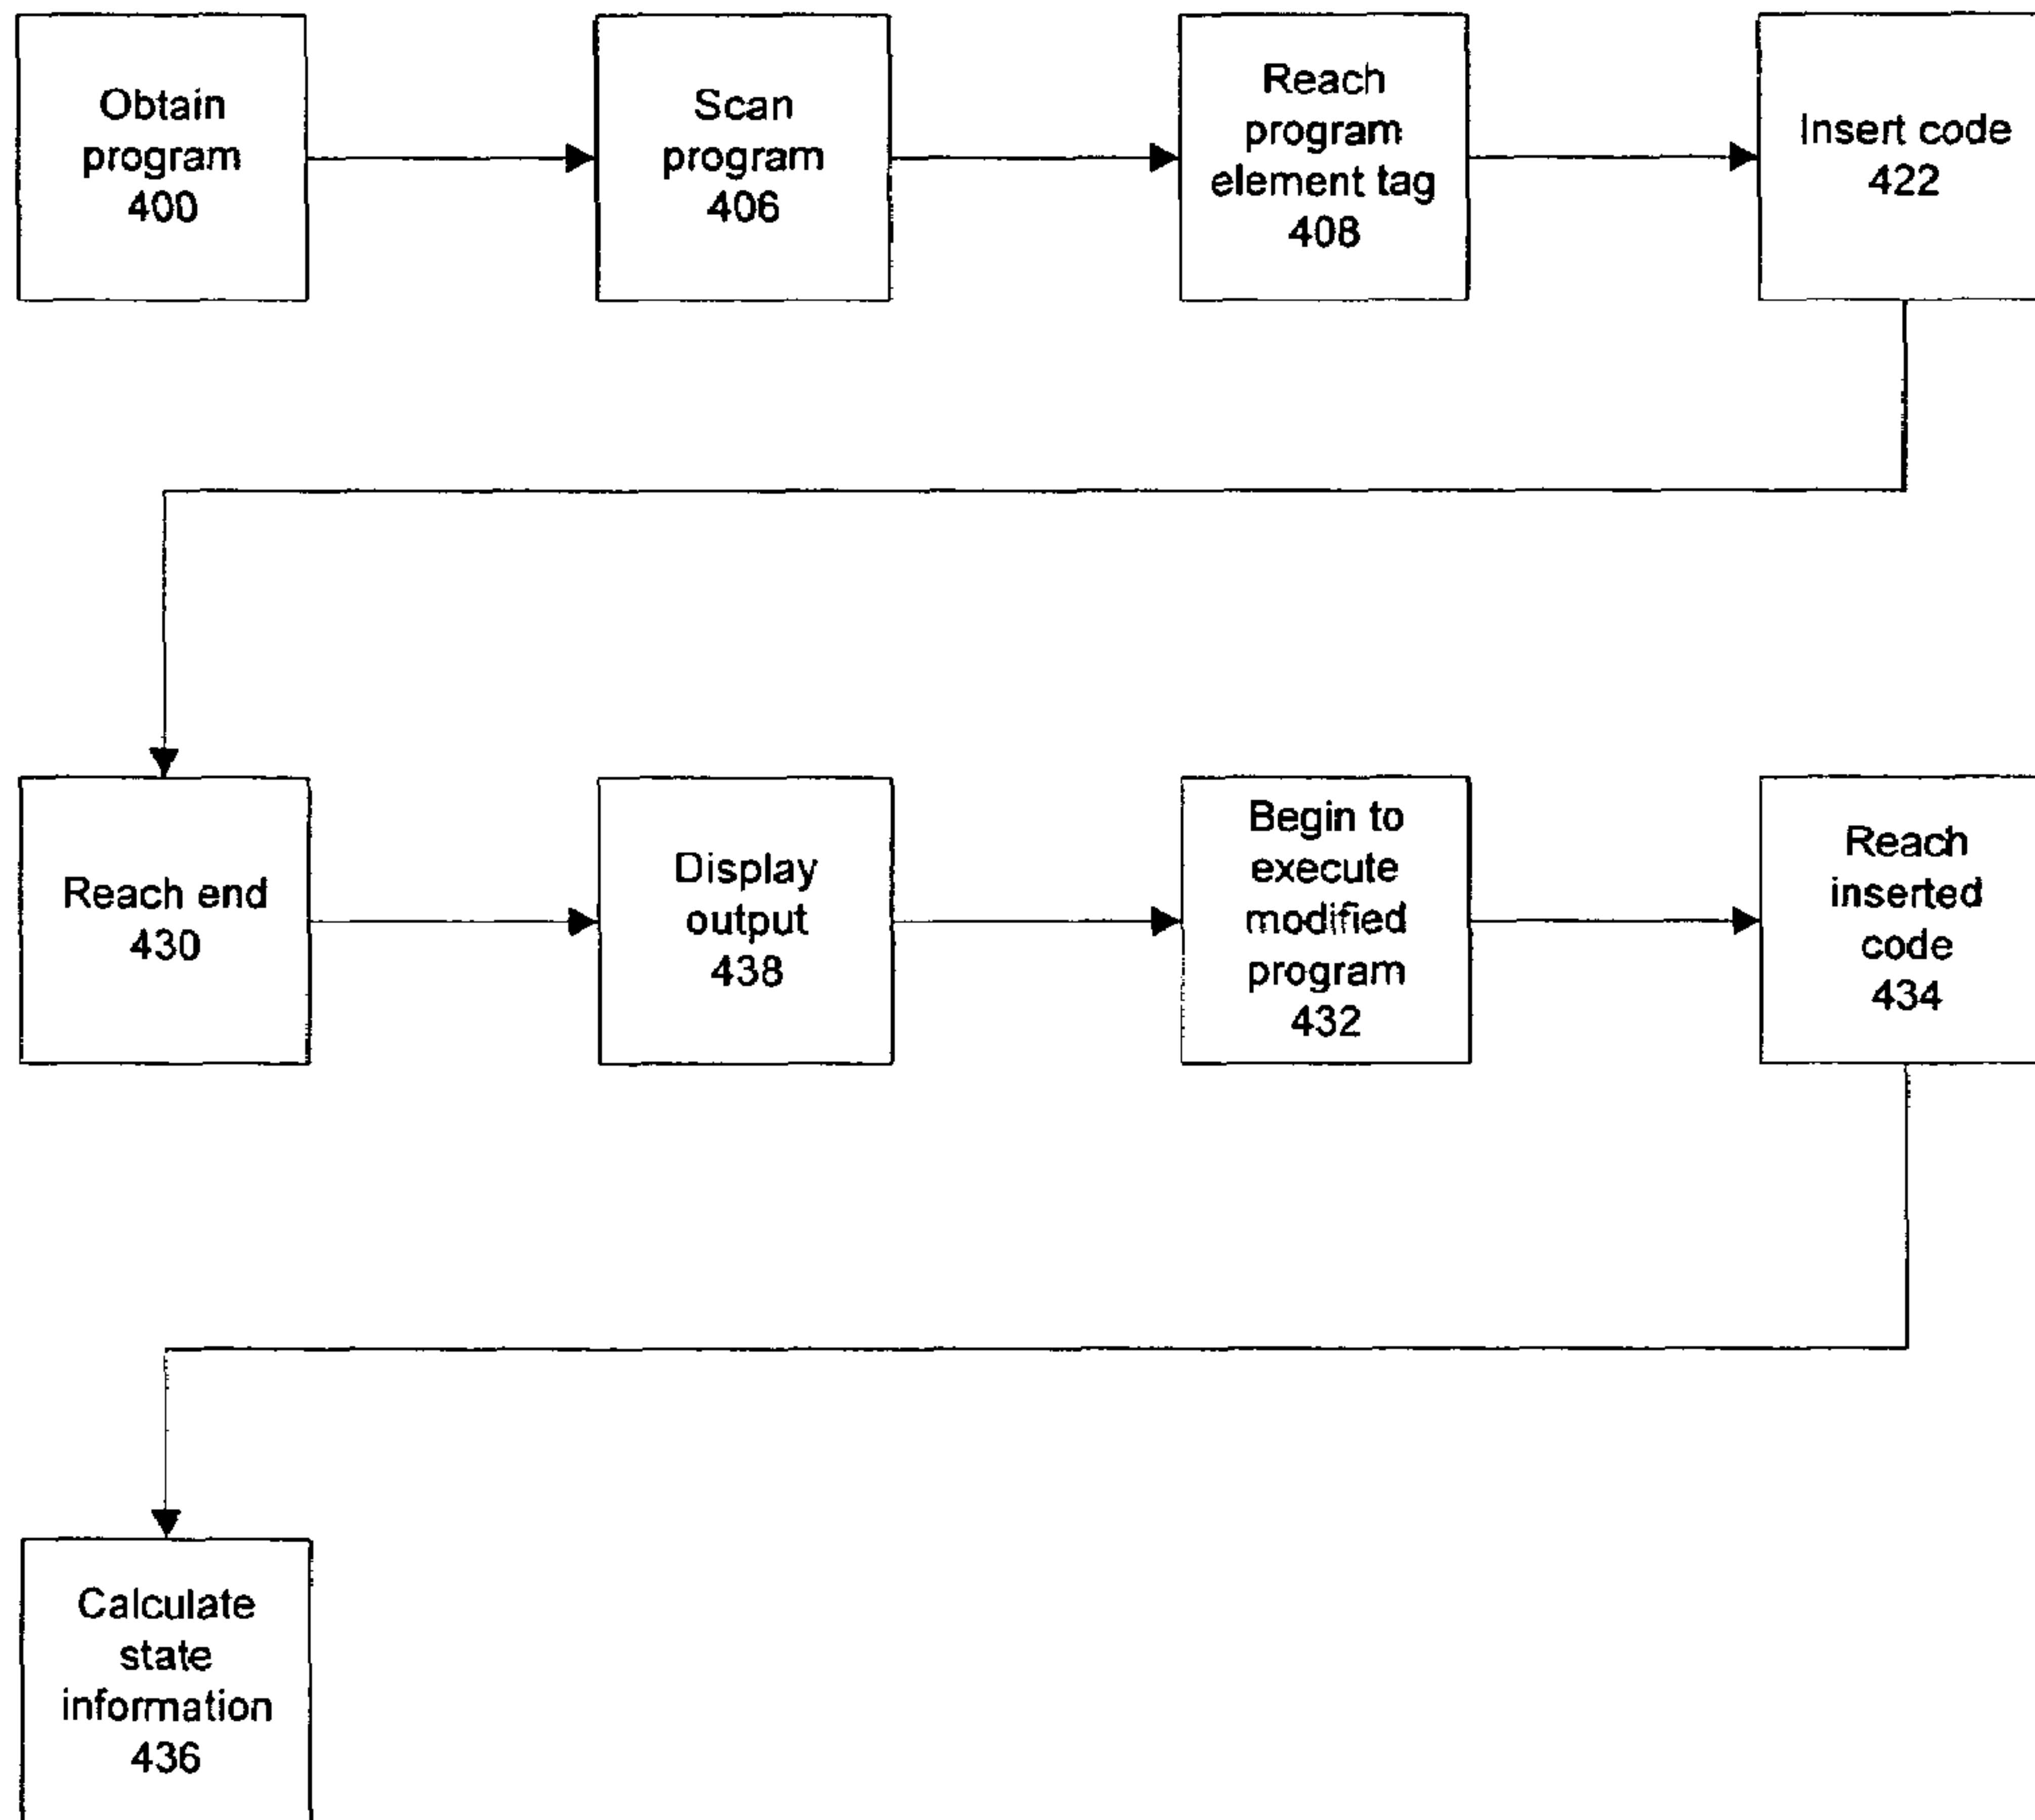 Obtain
program
400
Scan
program
406
Reach
program
element tag
408
Insert code
422
Reach end
430
Display
output
438
Begin to
execute
modified
program
432
Reach
inserted
code
434
Calculate
state
information
436